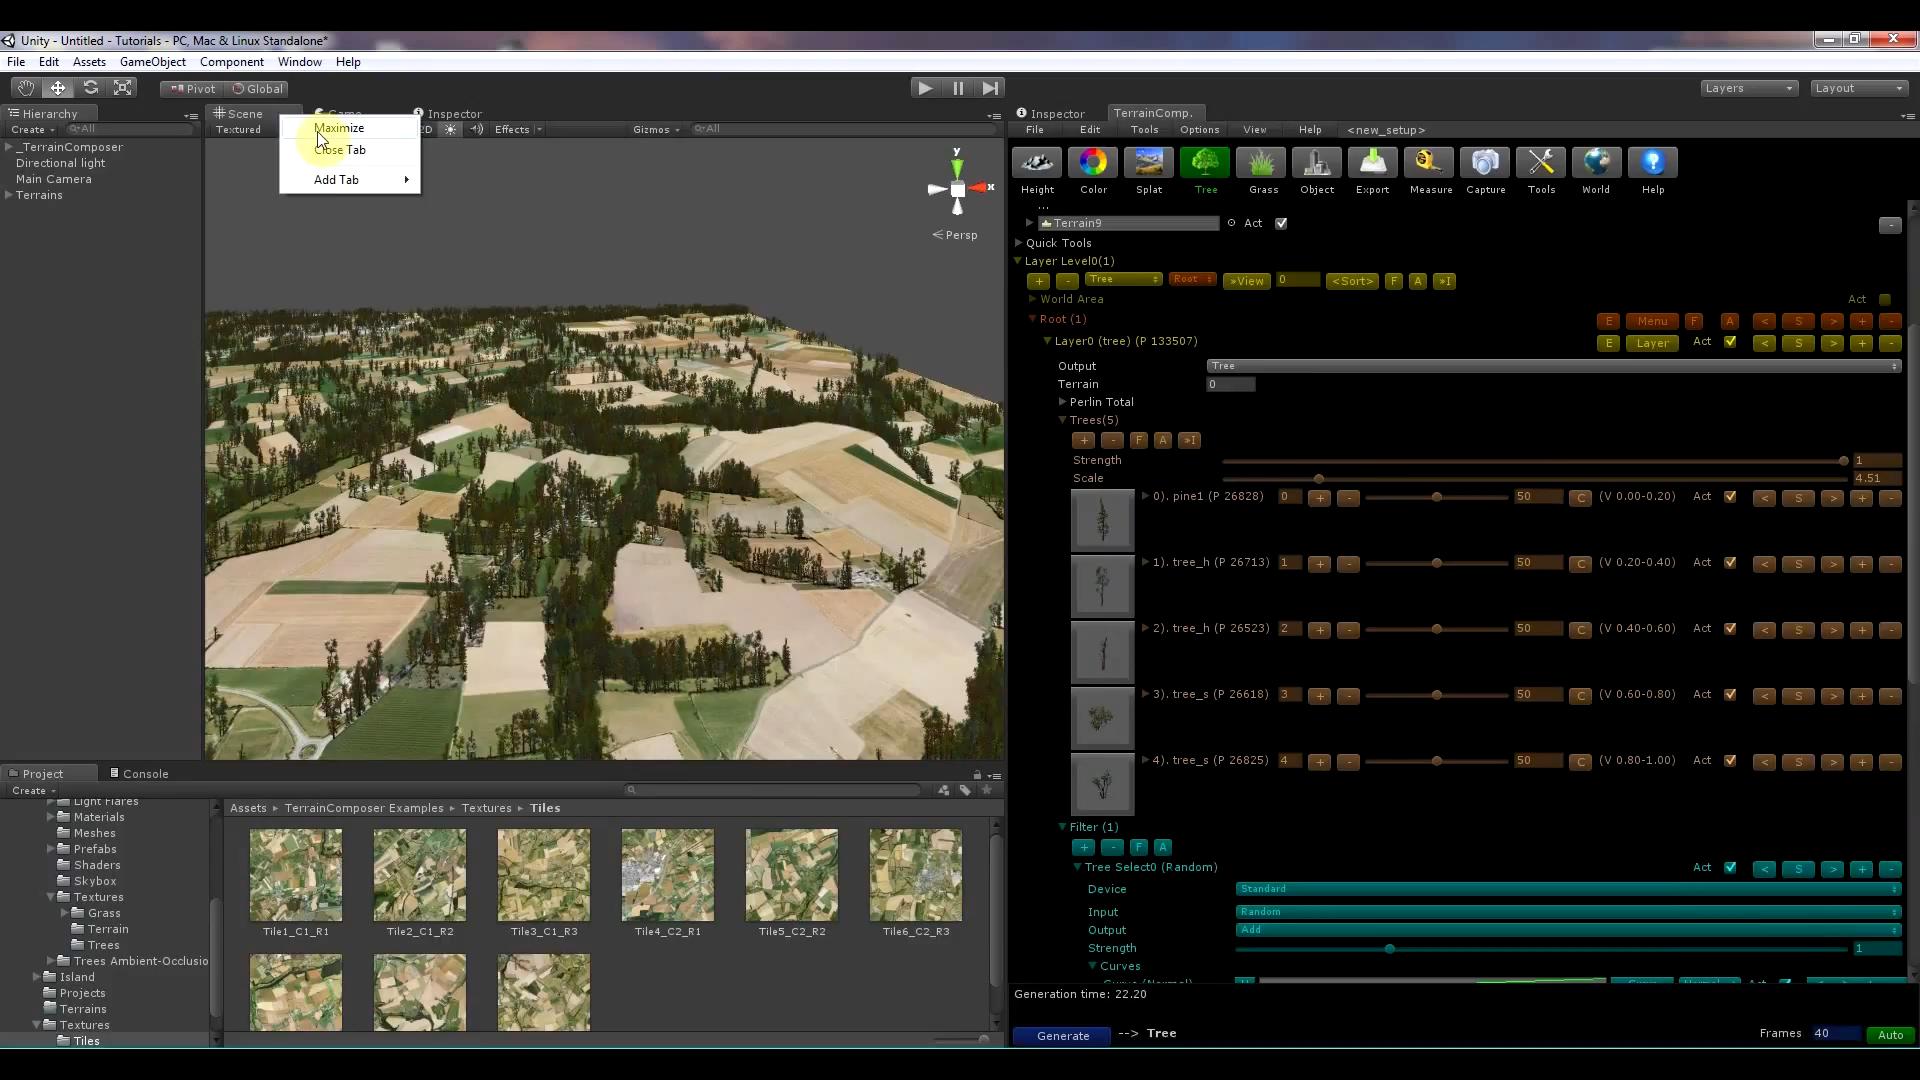 Unity - Untitled - Tutorials - PC, Mac & Linux Standalone*
File Edit Assets GameObject Component Window Help
Pivot Global Layers Layout
Hierarchy
Create All
_TerrainComposer
Directional light
Main Camera
Terrains
Scene Game Inspector
Textured 2D Effects Gizmos All
Maximize
Close Tab
Add Tab
y
x
Persp
Inspector TerrainComp.
File Edit Tools Options View Help <new_setup>
Height Color Splat Tree Grass Object Export Measure Capture Tools World Help
...
Terrain9 Act -
Quick Tools
Layer Level0(1)
+ - Tree Root »View 0 <Sort> F A »I
World Area Act
Root (1) E Menu F A < S > + -
Layer0 (tree) (P 133507) E Layer Act < S > + -
Output Tree
Terrain 0
Perlin Total
Trees(5)
+ - F A »I
Strength 1
Scale 4.51
0). pine1 (P 26828) 0 + - 50 C (V 0.00-0.20) Act < S > + -
1). tree_h (P 26713) 1 + - 50 C (V 0.20-0.40) Act < S > + -
2). tree_h (P 26523) 2 + - 50 C (V 0.40-0.60) Act < S > + -
3). tree_s (P 26618) 3 + - 50 C (V 0.60-0.80) Act < S > + -
4). tree_s (P 26825) 4 + - 50 C (V 0.80-1.00) Act < S > + -
Filter (1)
+ - F A
Tree Select0 (Random) Act < S > + -
Device Standard
Input Random
Output Add
Strength 1
Curves
Generation time: 22.20
Generate --> Tree Frames 40 Auto
Project Console
Create
Light Flares
Materials
Meshes
Prefabs
Shaders
Skybox
Textures
Grass
Terrain
Trees
Trees Ambient-Occlusio
Island
Projects
Terrains
Textures
Tiles
Assets ▸ TerrainComposer Examples ▸ Textures ▸ Tiles
Tile1_C1_R1 Tile2_C1_R2 Tile3_C1_R3 Tile4_C2_R1 Tile5_C2_R2 Tile6_C2_R3